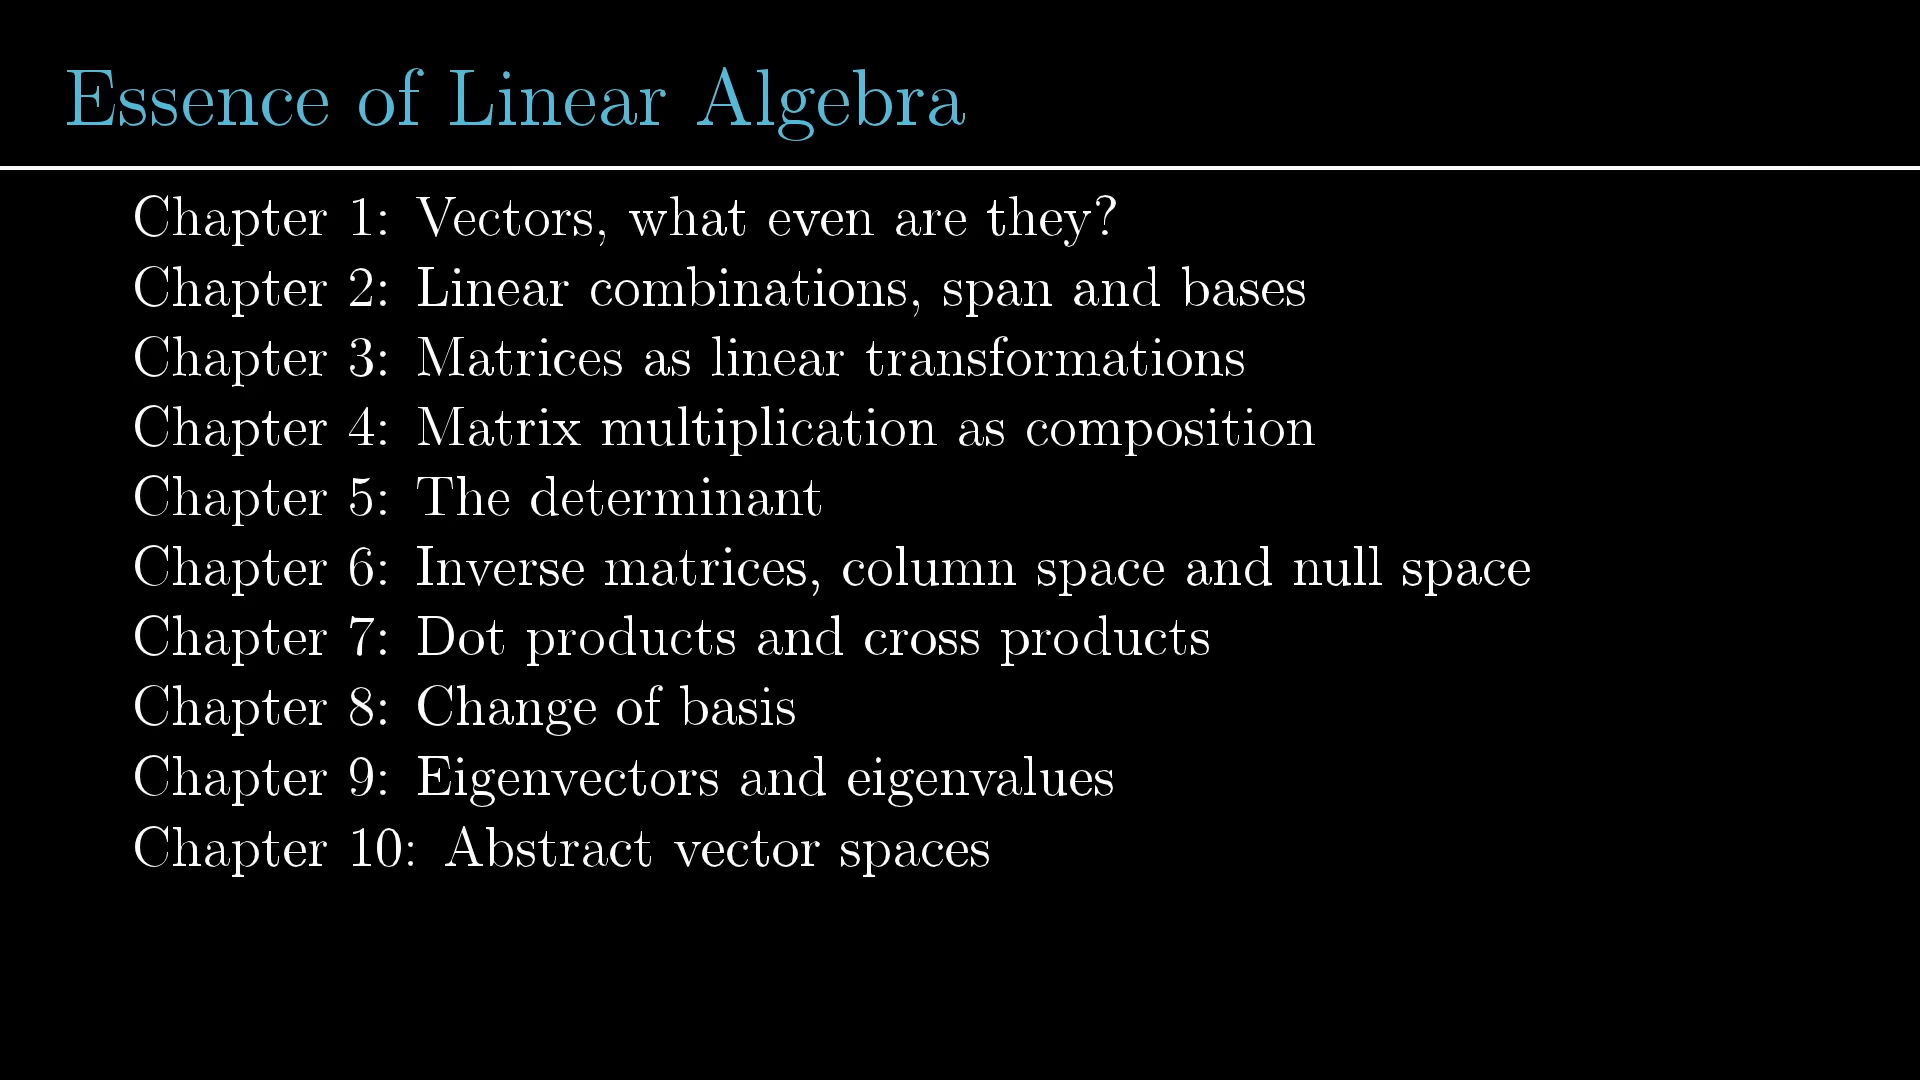 Essence of Linear Algebra
Chapter 1: Vectors, what even are they?
Chapter 2: Linear combinations, span and bases
Chapter 3: Matrices as linear transformations
Chapter 4: Matrix multiplication as composition
Chapter 5: The determinant
Chapter 6: Inverse matrices, column space and null space
Chapter 7: Dot products and cross products
Chapter 8: Change of basis
Chapter 9: Eigenvectors and eigenvalues
Chapter 10: Abstract vector spaces